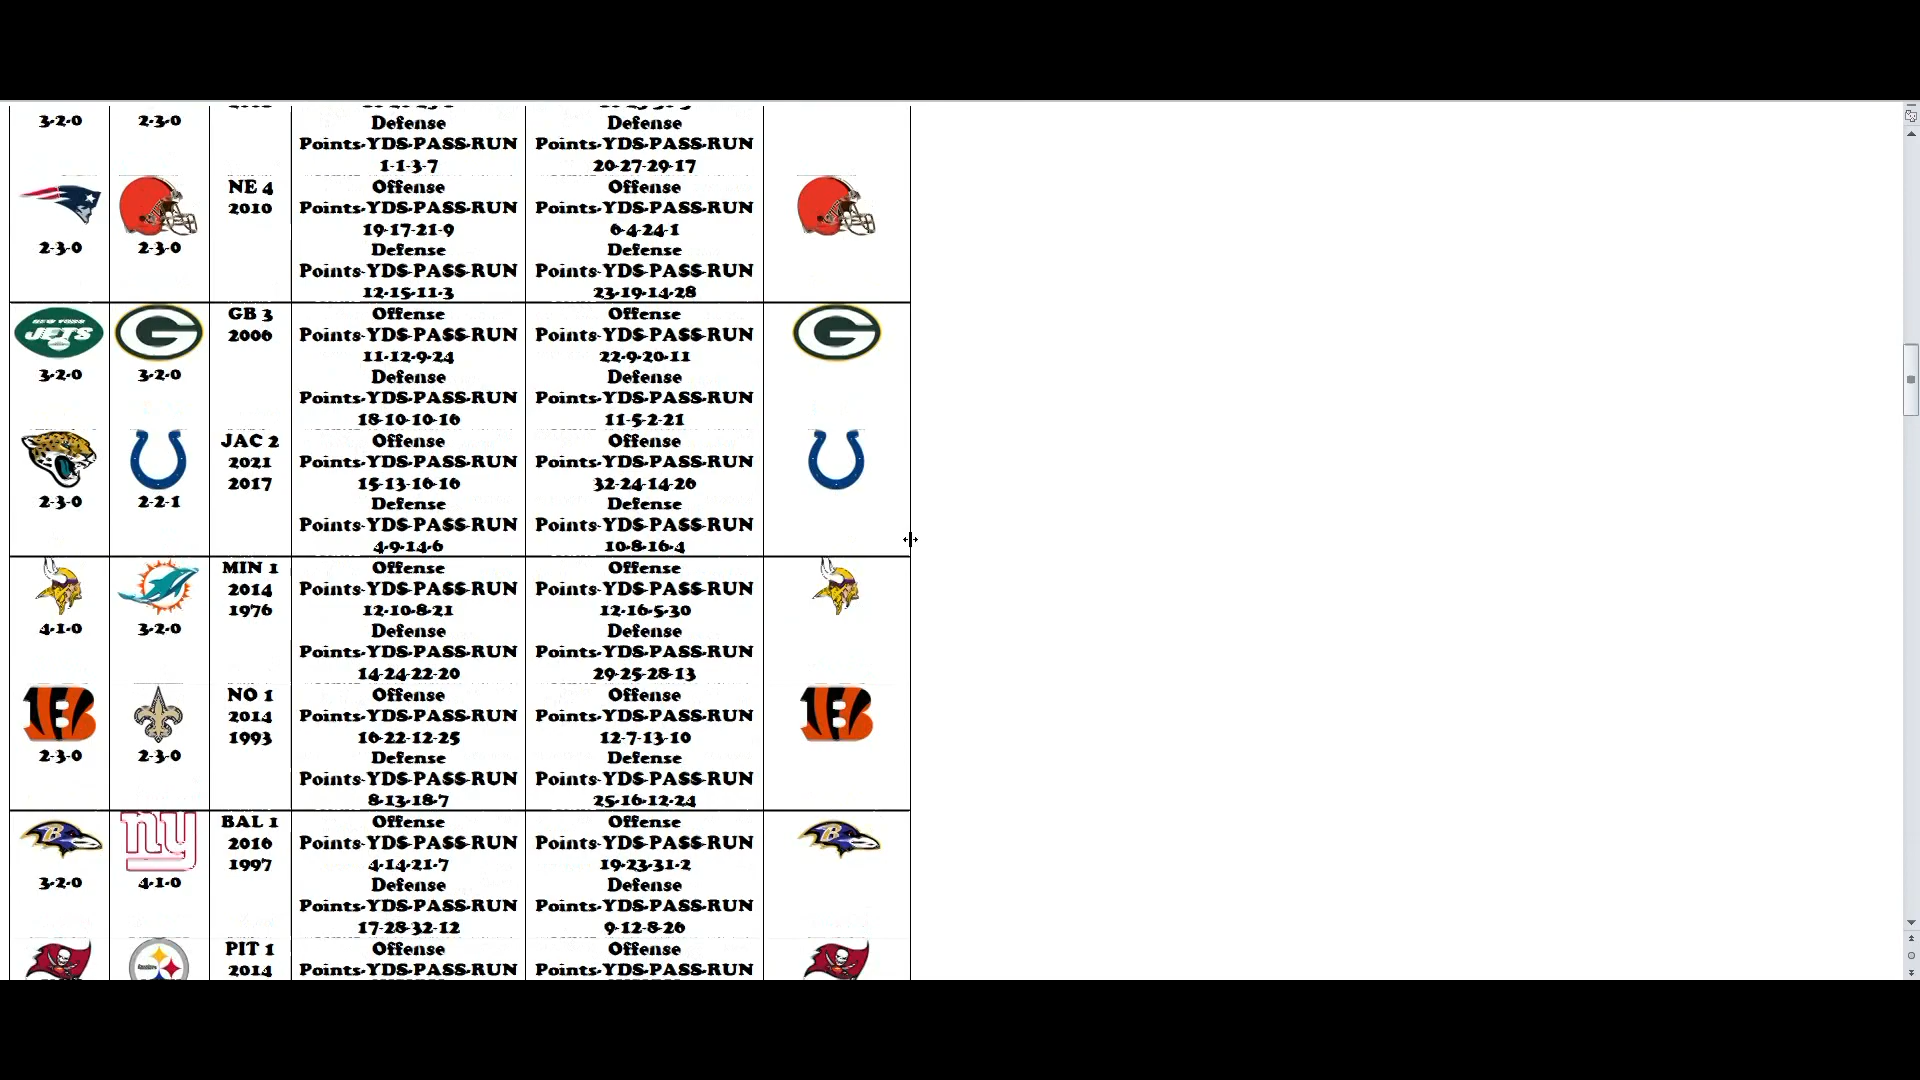 3-2-0 2-3-0 Defense Defense
Points-YDS-PASS-RUN Points-YDS-PASS-RUN
1-1-3-7 20-27-29-17
NE 4 Offense Offense
2010 Points-YDS-PASS-RUN Points-YDS-PASS-RUN
19-17-21-9 6-4-24-1
2-3-0 2-3-0 Defense Defense
Points-YDS-PASS-RUN Points-YDS-PASS-RUN
12-15-11-3 23-19-14-28
NEW YORK JETS G GB 3 Offense Offense G
2006 Points-YDS-PASS-RUN Points-YDS-PASS-RUN
11-12-9-24 22-9-20-11
3-2-0 3-2-0 Defense Defense
Points-YDS-PASS-RUN Points-YDS-PASS-RUN
18-10-10-16 11-5-2-21
JAC 2 Offense Offense
2021 Points-YDS-PASS-RUN Points-YDS-PASS-RUN
2017 15-13-16-16 32-24-14-26
2-3-0 2-2-1 Defense Defense
Points-YDS-PASS-RUN Points-YDS-PASS-RUN
4-9-14-6 10-8-16-4
MIN 1 Offense Offense
2014 Points-YDS-PASS-RUN Points-YDS-PASS-RUN
1976 12-10-8-21 12-16-5-30
4-1-0 3-2-0 Defense Defense
Points-YDS-PASS-RUN Points-YDS-PASS-RUN
14-24-22-20 29-25-28-13
B NO 1 Offense Offense B
2014 Points-YDS-PASS-RUN Points-YDS-PASS-RUN
1993 16-22-12-25 12-7-13-10
2-3-0 2-3-0 Defense Defense
Points-YDS-PASS-RUN Points-YDS-PASS-RUN
8-13-18-7 25-16-12-24
B ny BAL 1 Offense Offense B
2016 Points-YDS-PASS-RUN Points-YDS-PASS-RUN
1997 4-14-21-7 19-23-31-2
3-2-0 4-1-0 Defense Defense
Points-YDS-PASS-RUN Points-YDS-PASS-RUN
17-28-32-12 9-12-8-26
Steelers PIT 1 Offense Offense
2014 Points-YDS-PASS-RUN Points-YDS-PASS-RUN